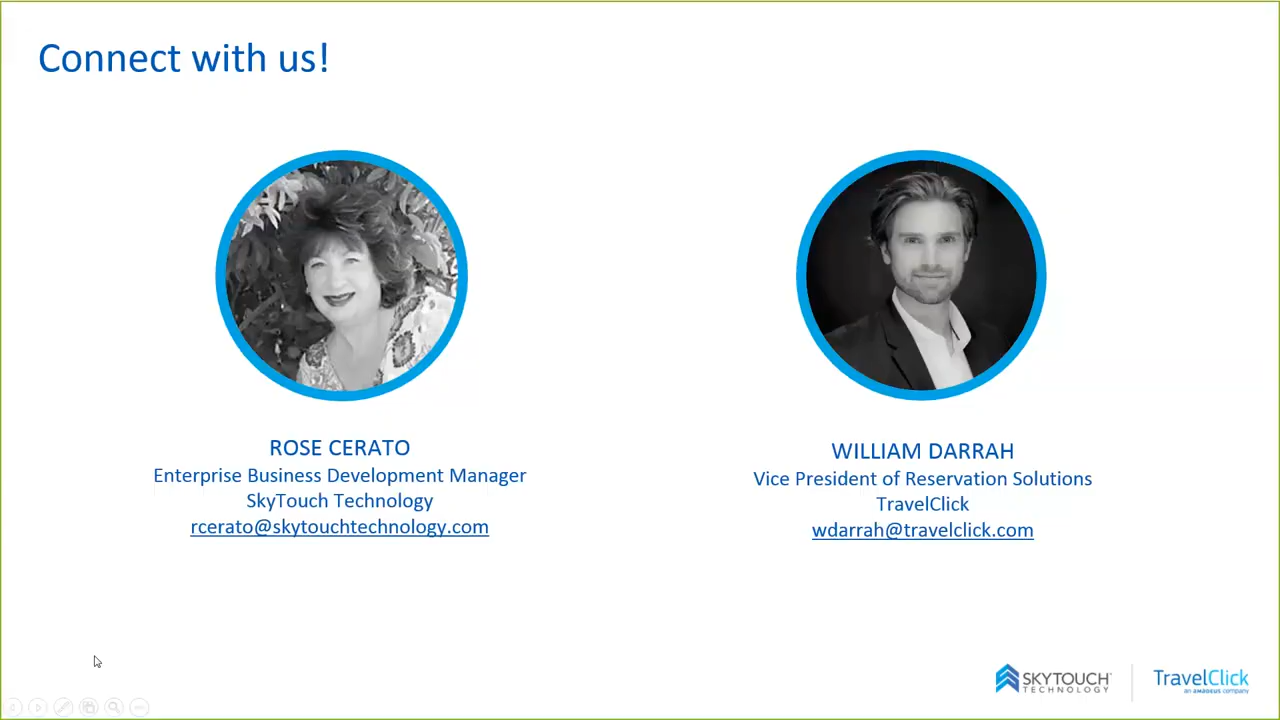 Connect with us!
ROSE CERATO
Enterprise Business Development Manager
SkyTouch Technology
rcerato@skytouchtechnology.com
WILLIAM DARRAH
Vice President of Reservation Solutions
TravelClick
wdarrah@travelclick.com
SKYTOUCH
TECHNOLOGY
TravelClick
an amadeus company